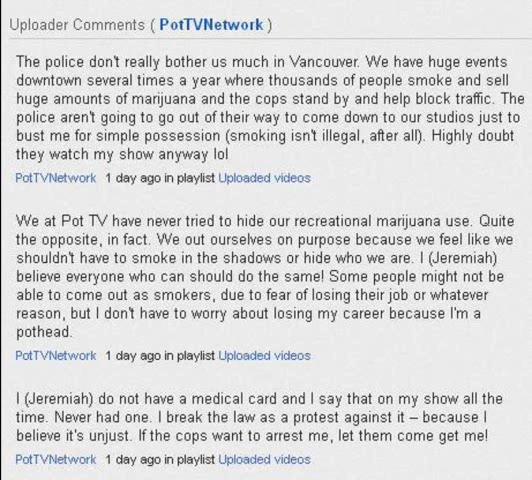 Uploader Comments ( PotTVNetwork )
The police don't really bother us much in Vancouver. We have huge events
downtown several times a year where thousands of people smoke and sell
huge amounts of marijuana and the cops stand by and help block traffic. The
police aren't going to go out of their way to come down to our studios just to
bust me for simple possession (smoking isn't illegal, after all). Highly doubt
they watch my show anyway lol
PotTVNetwork 1 day ago in playlist Uploaded videos
We at Pot TV have never tried to hide our recreational marijuana use. Quite
the opposite, in fact. We out ourselves on purpose because we feel like we
shouldn't have to smoke in the shadows or hide who we are. I (Jeremiah)
believe everyone who can should do the same! Some people might not be
able to come out as smokers, due to fear of losing their job or whatever
reason, but I don't have to worry about losing my career because I'm a
pothead.
PotTVNetwork 1 day ago in playlist Uploaded videos
I (Jeremiah) do not have a medical card and I say that on my show all the
time. Never had one. I break the law as a protest against it – because I
believe it's unjust. If the cops want to arrest me, let them come get me!
PotTVNetwork 1 day ago in playlist Uploaded videos